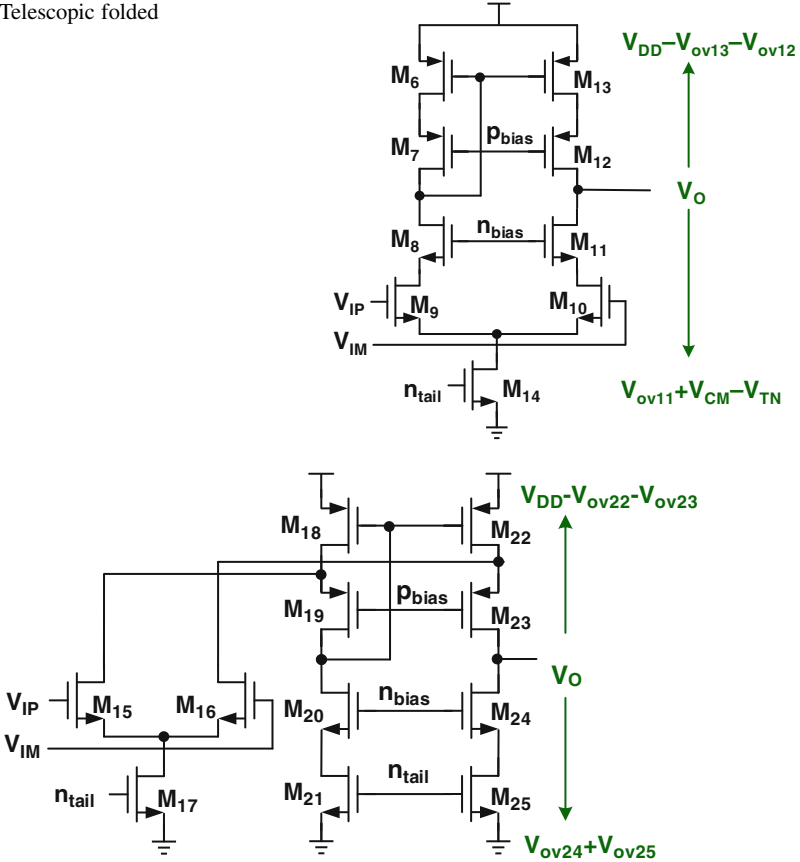 Telescopic folded
V_DD–V_ov13–V_ov12
M_6
M_13
M_7
p_bias
M_12
V_O
M_8
n_bias
M_11
V_IP
M_9
M_10
V_IM
n_tail
M_14
V_ov11+V_CM–V_TN
V_DD-V_ov22-V_ov23
M_18
M_22
M_19
p_bias
M_23
V_O
V_IP
M_15
M_16
M_20
n_bias
M_24
V_IM
n_tail
M_17
M_21
n_tail
M_25
V_ov24+V_ov25